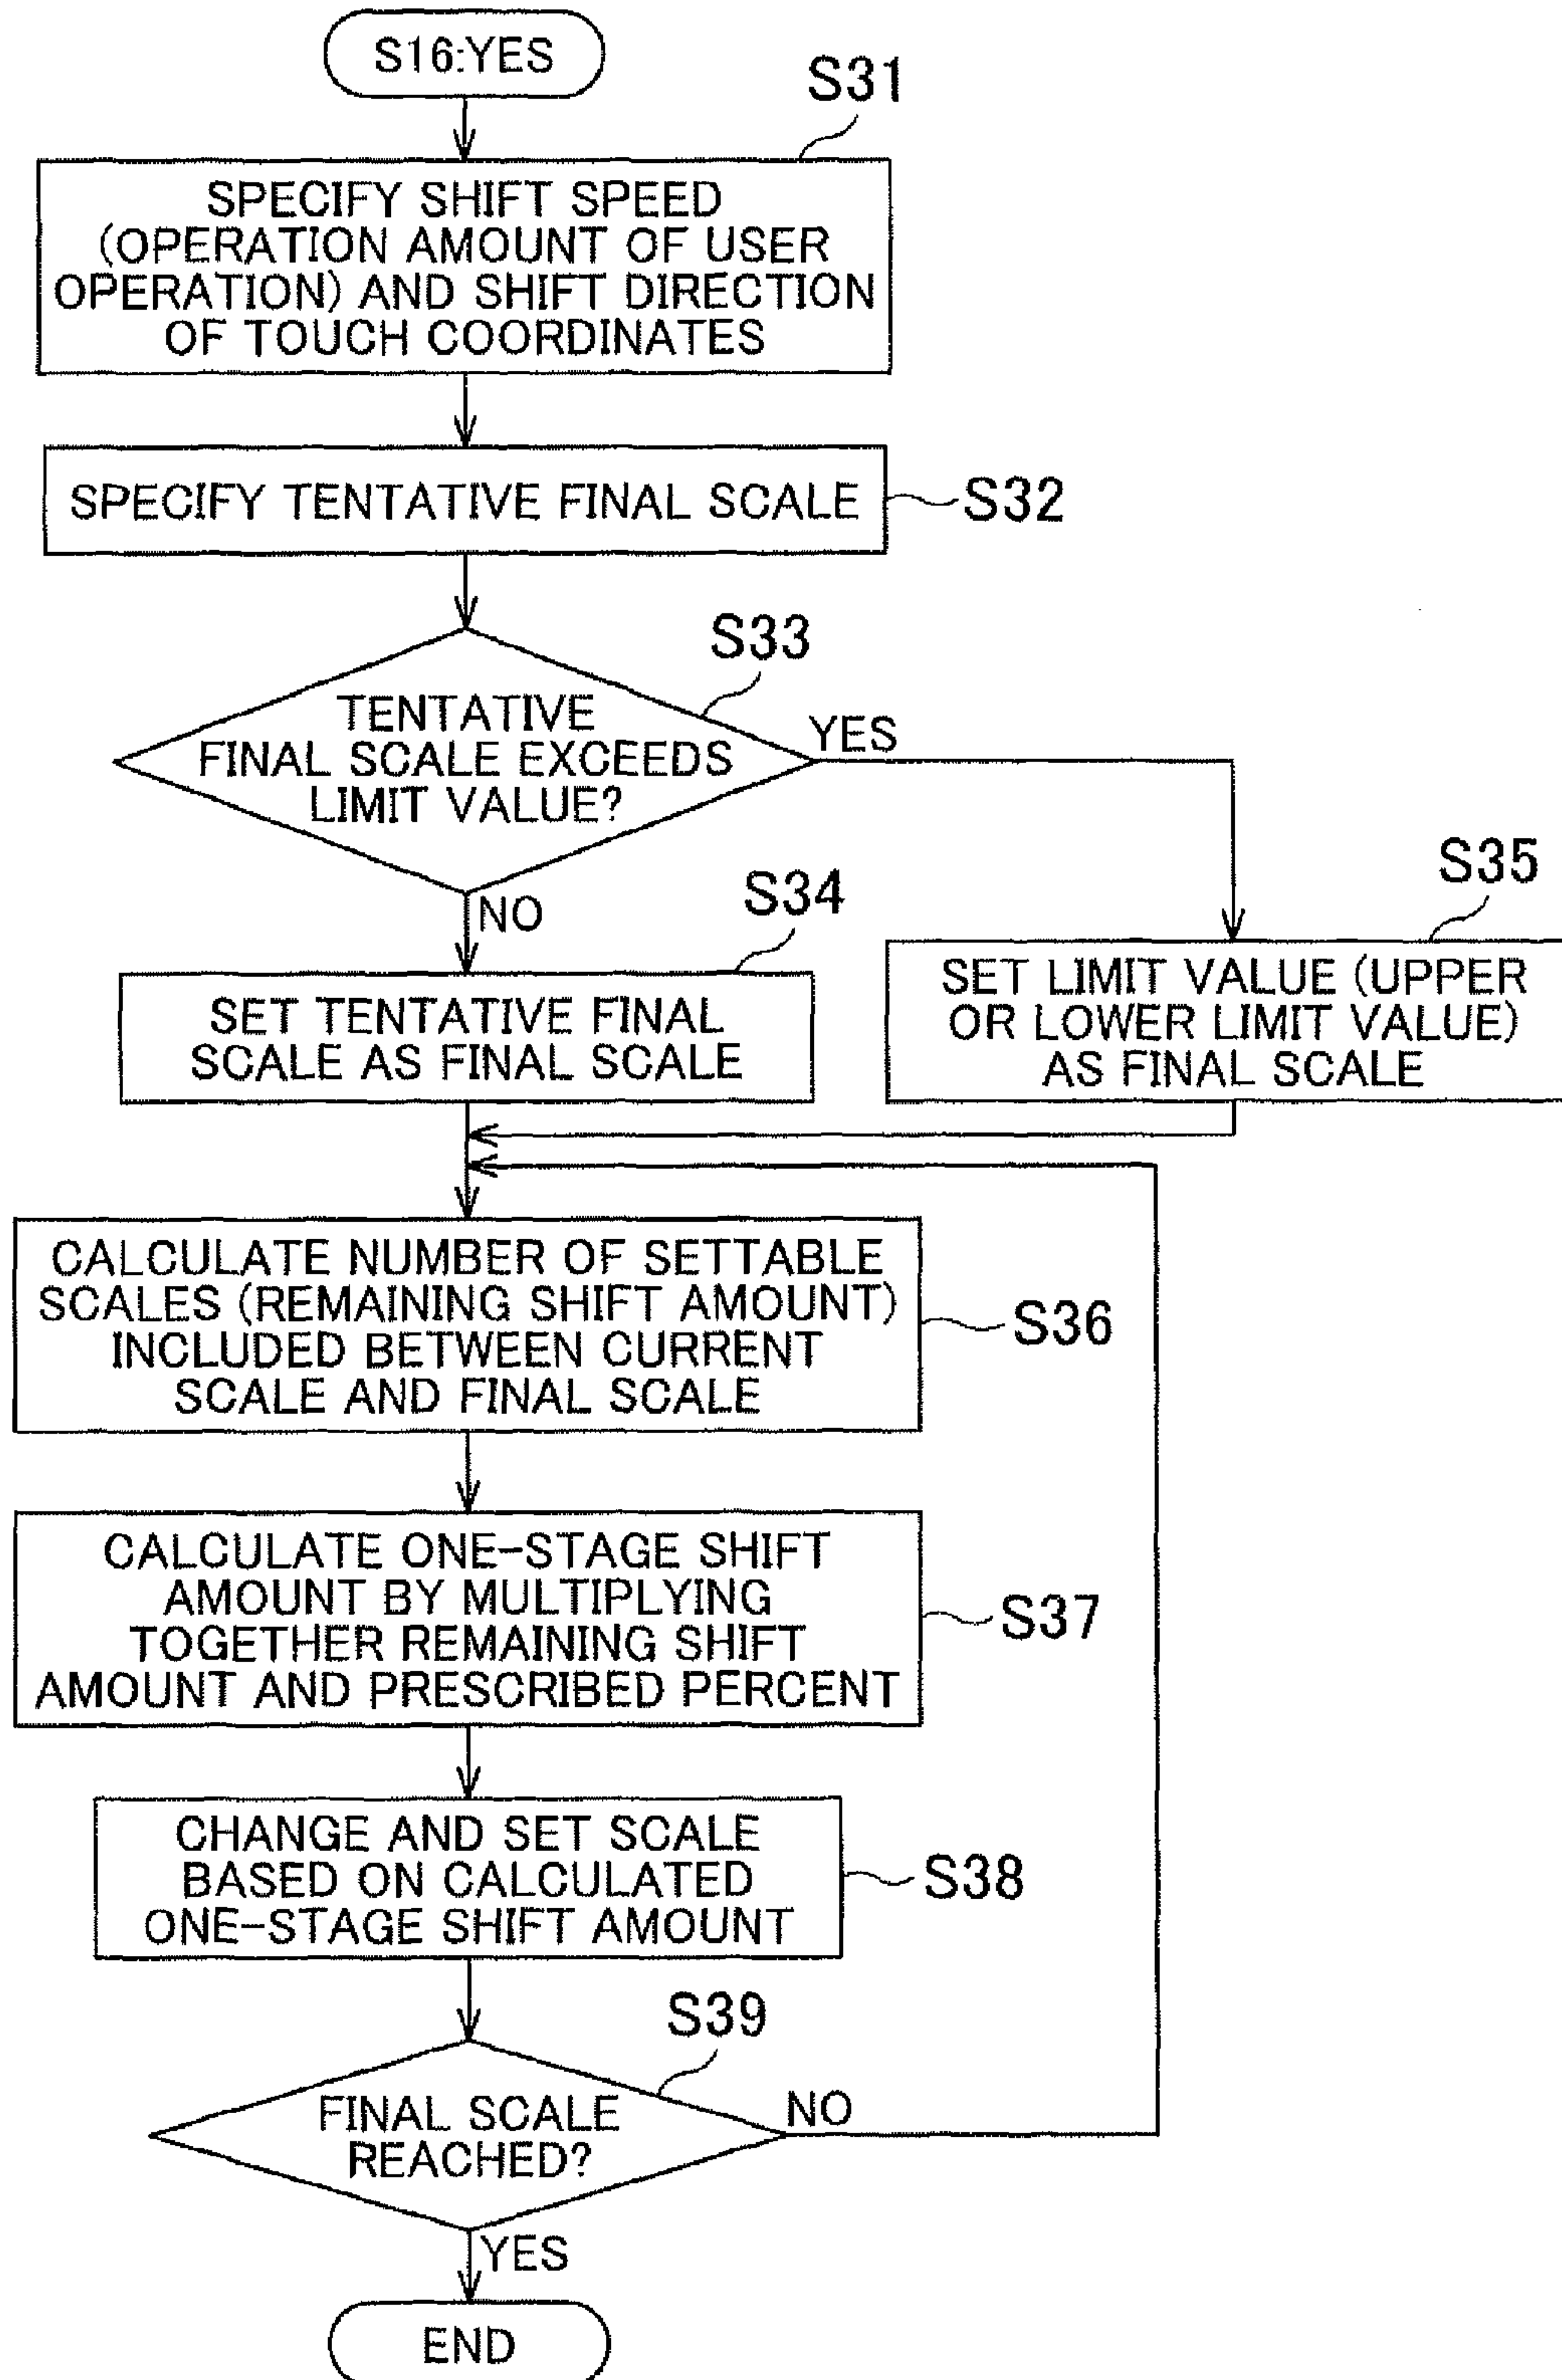 S16:YES
S31
SPECIFY SHIFT SPEED
(OPERATION AMOUNT OF USER
OPERATION) AND SHIFT DIRECTION
OF TOUCH COORDINATES
SPECIFY TENTATIVE FINAL SCALE
S32
S33
TENTATIVE
FINAL SCALE EXCEEDS
LIMIT VALUE?
YES
NO
S34
SET TENTATIVE FINAL
SCALE AS FINAL SCALE
S35
SET LIMIT VALUE (UPPER
OR LOWER LIMIT VALUE)
AS FINAL SCALE
CALCULATE NUMBER OF SETTABLE
SCALES (REMAINING SHIFT AMOUNT)
INCLUDED BETWEEN CURRENT
SCALE AND FINAL SCALE
S36
CALCULATE ONE-STAGE SHIFT
AMOUNT BY MULTIPLYING
TOGETHER REMAINING SHIFT
AMOUNT AND PRESCRIBED PERCENT
S37
CHANGE AND SET SCALE
BASED ON CALCULATED
ONE-STAGE SHIFT AMOUNT
S38
S39
FINAL SCALE
REACHED?
NO
YES
END